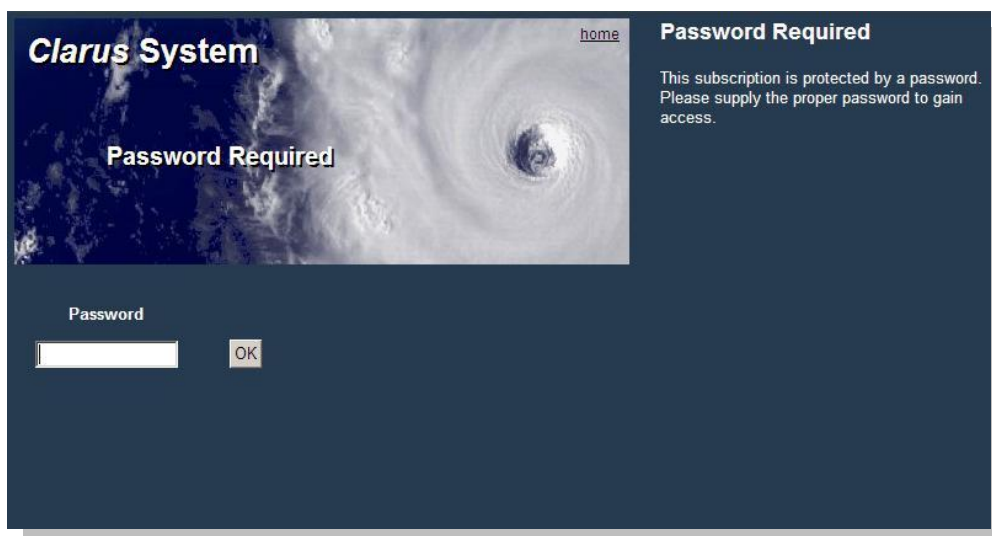 Clarus System
home
Password Required
Password
OK
Password Required
This subscription is protected by a password.
Please supply the proper password to gain
access.